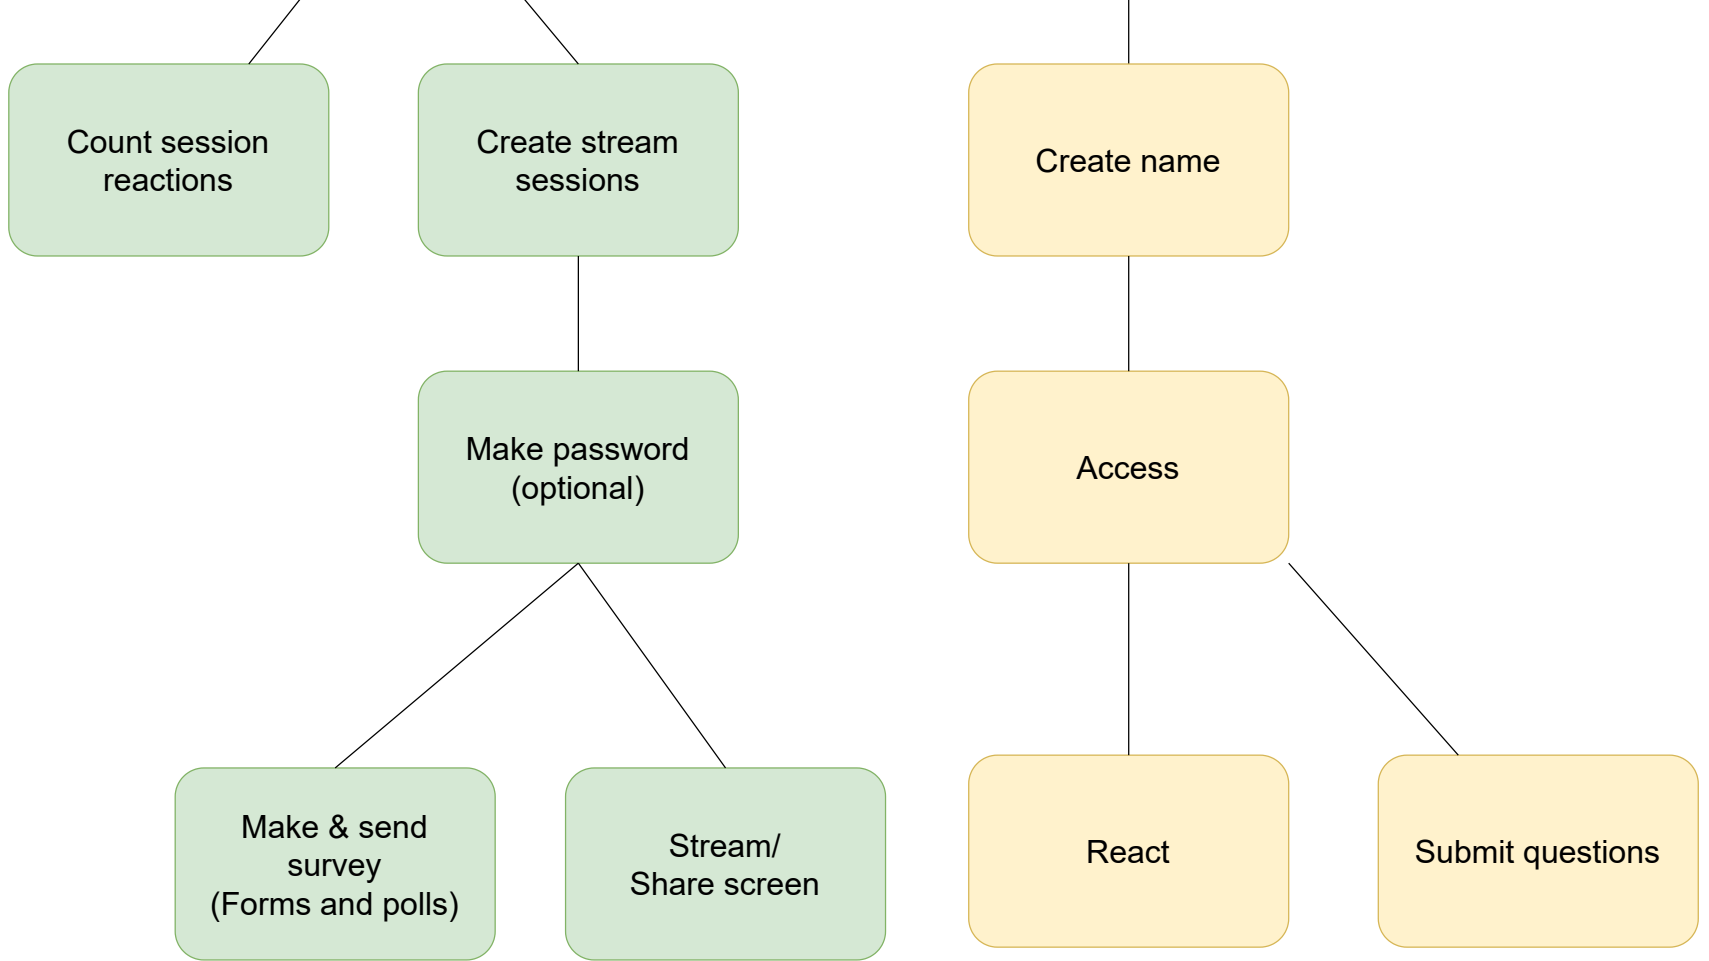 Count session
reactions
Create stream
sessions
Create name
Make password
(optional)
Access
Make & send
survey
(Forms and polls)
Stream/
Share screen
React
Submit questions